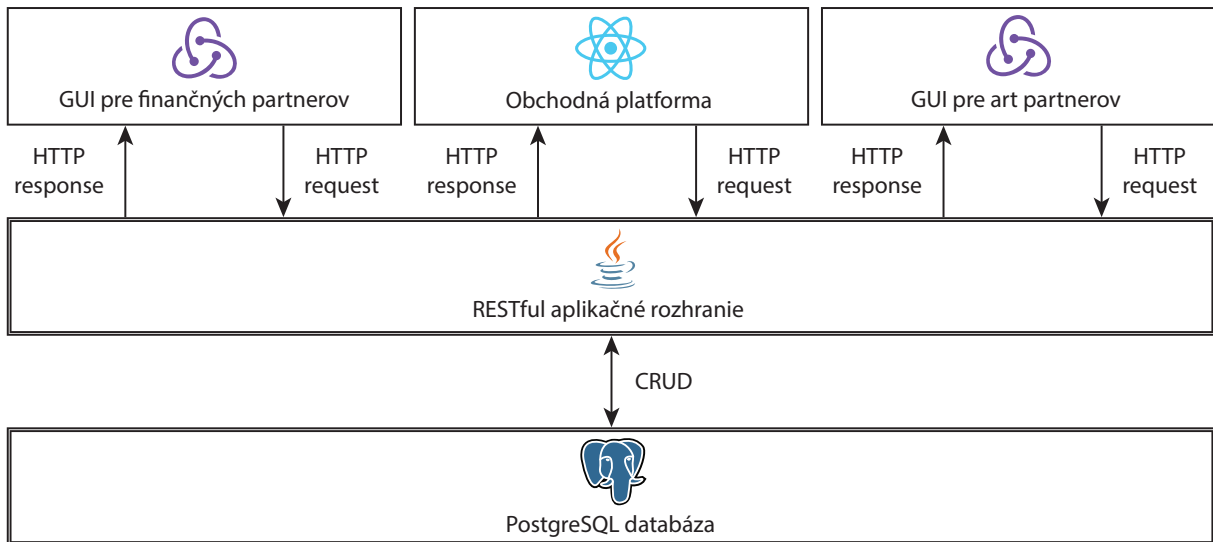 GUI pre finančných partnerov
Obchodná platforma
GUI pre art partnerov
HTTP
response
HTTP
request
HTTP
response
HTTP
request
HTTP
response
HTTP
request
RESTful aplikačné rozhranie
CRUD
PostgreSQL databáza